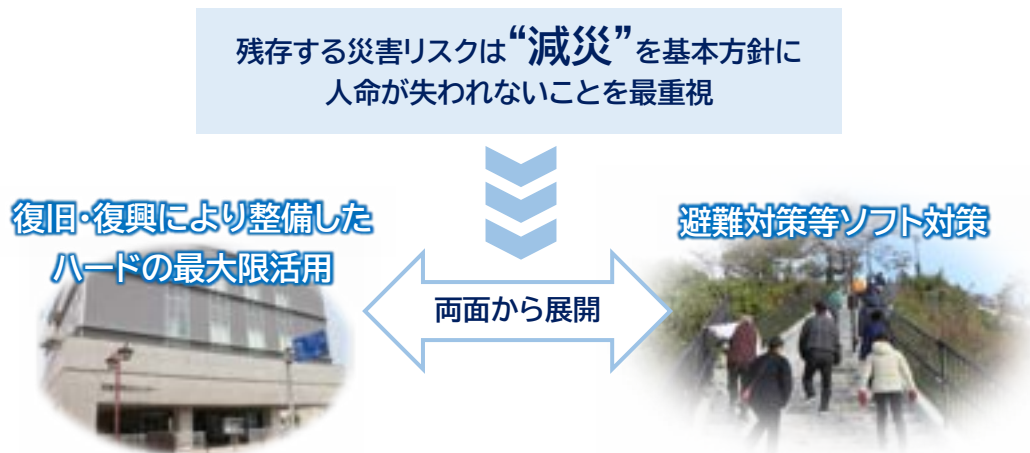 残存する災害リスクは“減災”を基本方針に
人命が失われないことを最重視
復旧・復興により整備した
ハードの最大限活用
避難対策等ソフト対策
両面から展開